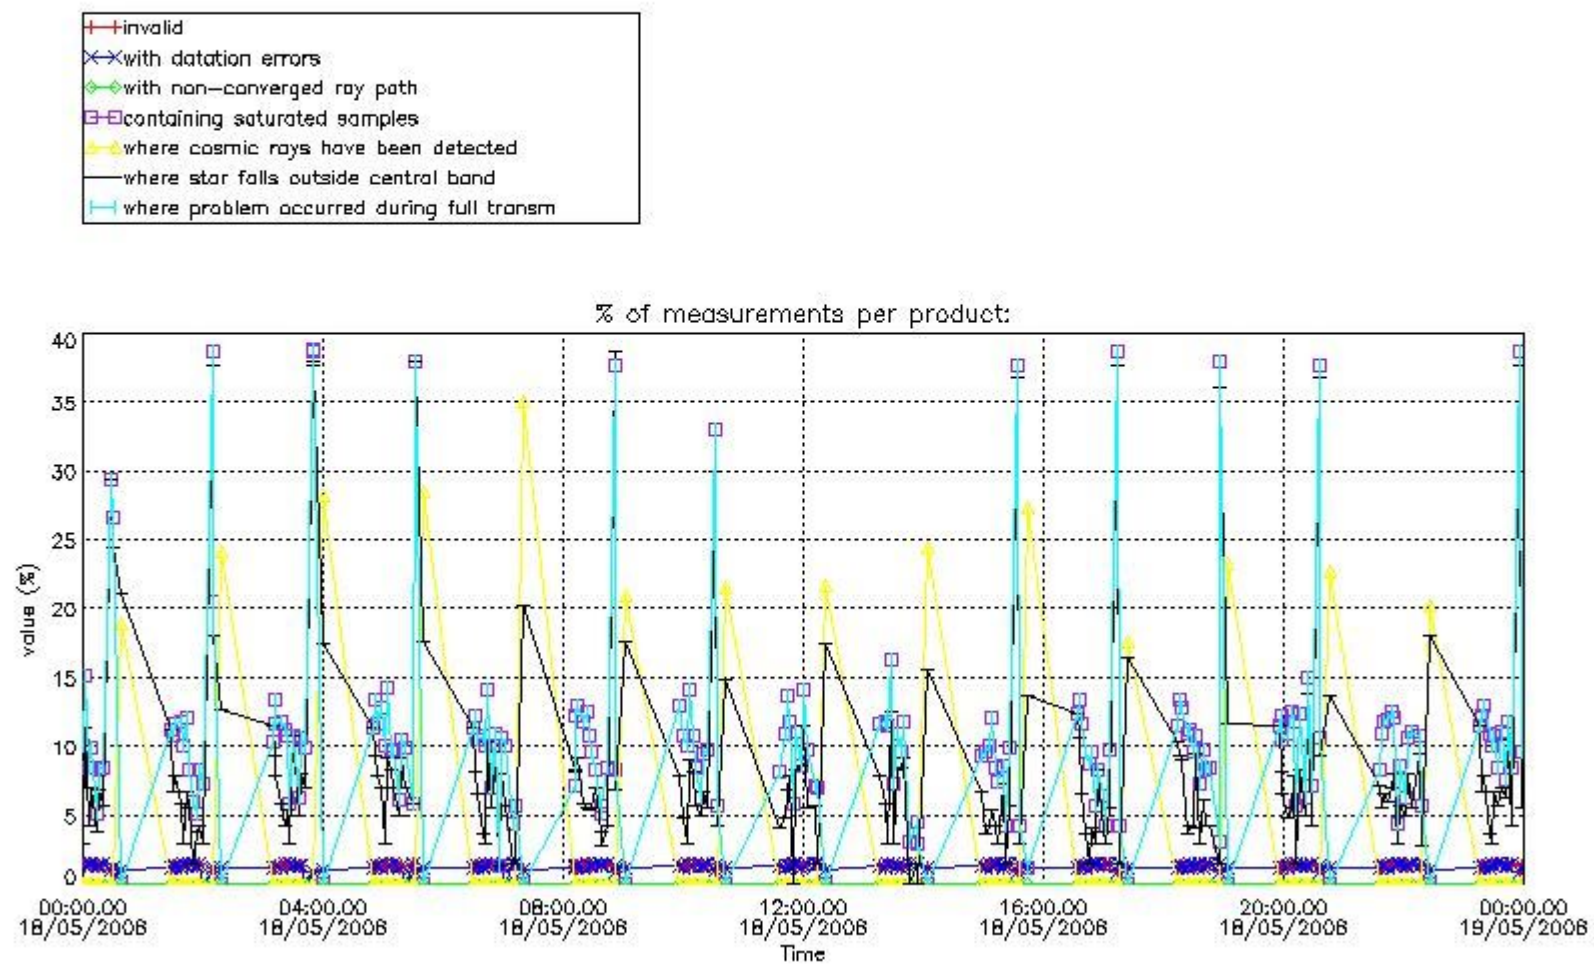 invalid
with datation errors
with non-converged ray path
containing saturated samples
where cosmic rays have been detected
where star falls outside central band
where problem occurred during full transm
% of measurements per product:
40
35
30
25
20
15
10
5
0
value (%)
00:00:00 04:00:00 08:00:00 12:00:00 16:00:00 20:00:00 00:00:00
18/05/2008 18/05/2008 18/05/2008 18/05/2008 18/05/2008 18/05/2008 19/05/2008
Time